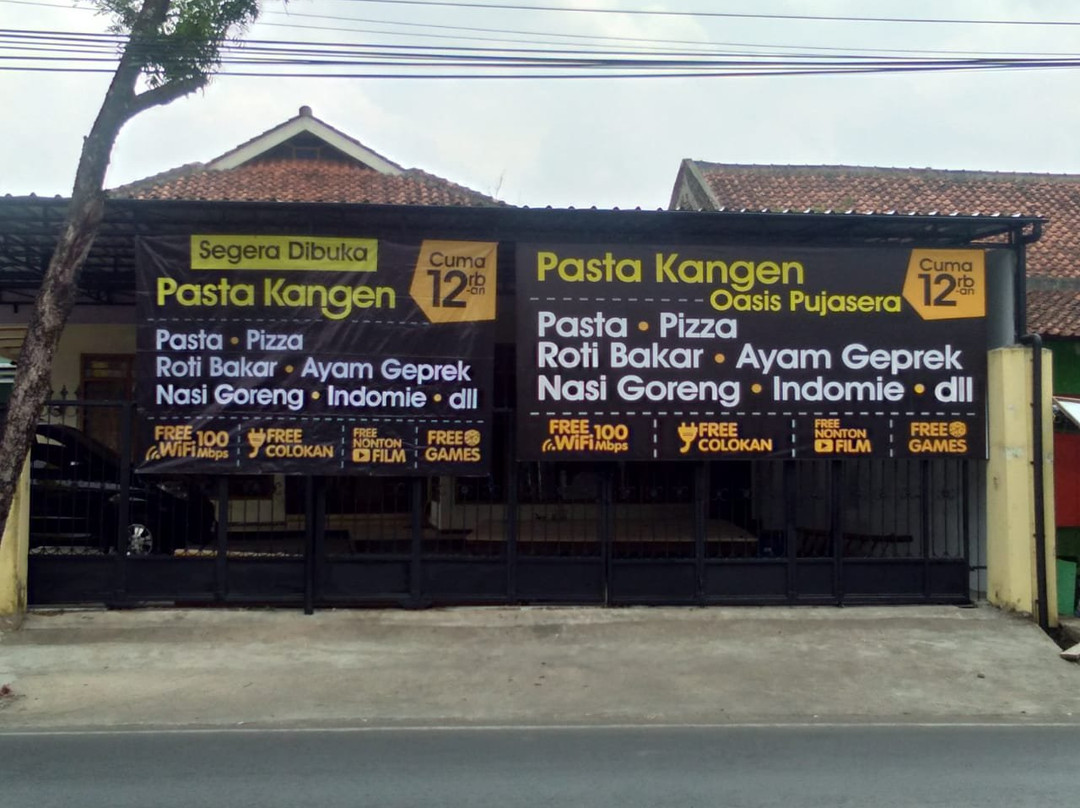 Segera Dibuka
Pasta Kangen
Cuma
12rb
-an
Pasta • Pizza
Roti Bakar • Ayam Geprek
Nasi Goreng • Indomie • dll
FREE
WiFi 100
Mbps
FREE
COLOKAN
FREE
NONTON
FILM
FREE
GAMES
Pasta Kangen
Oasis Pujasera
Cuma
12rb
-an
Pasta • Pizza
Roti Bakar • Ayam Geprek
Nasi Goreng • Indomie • dll
FREE
WiFi 100
Mbps
FREE
COLOKAN
FREE
NONTON
FILM
FREE
GAMES